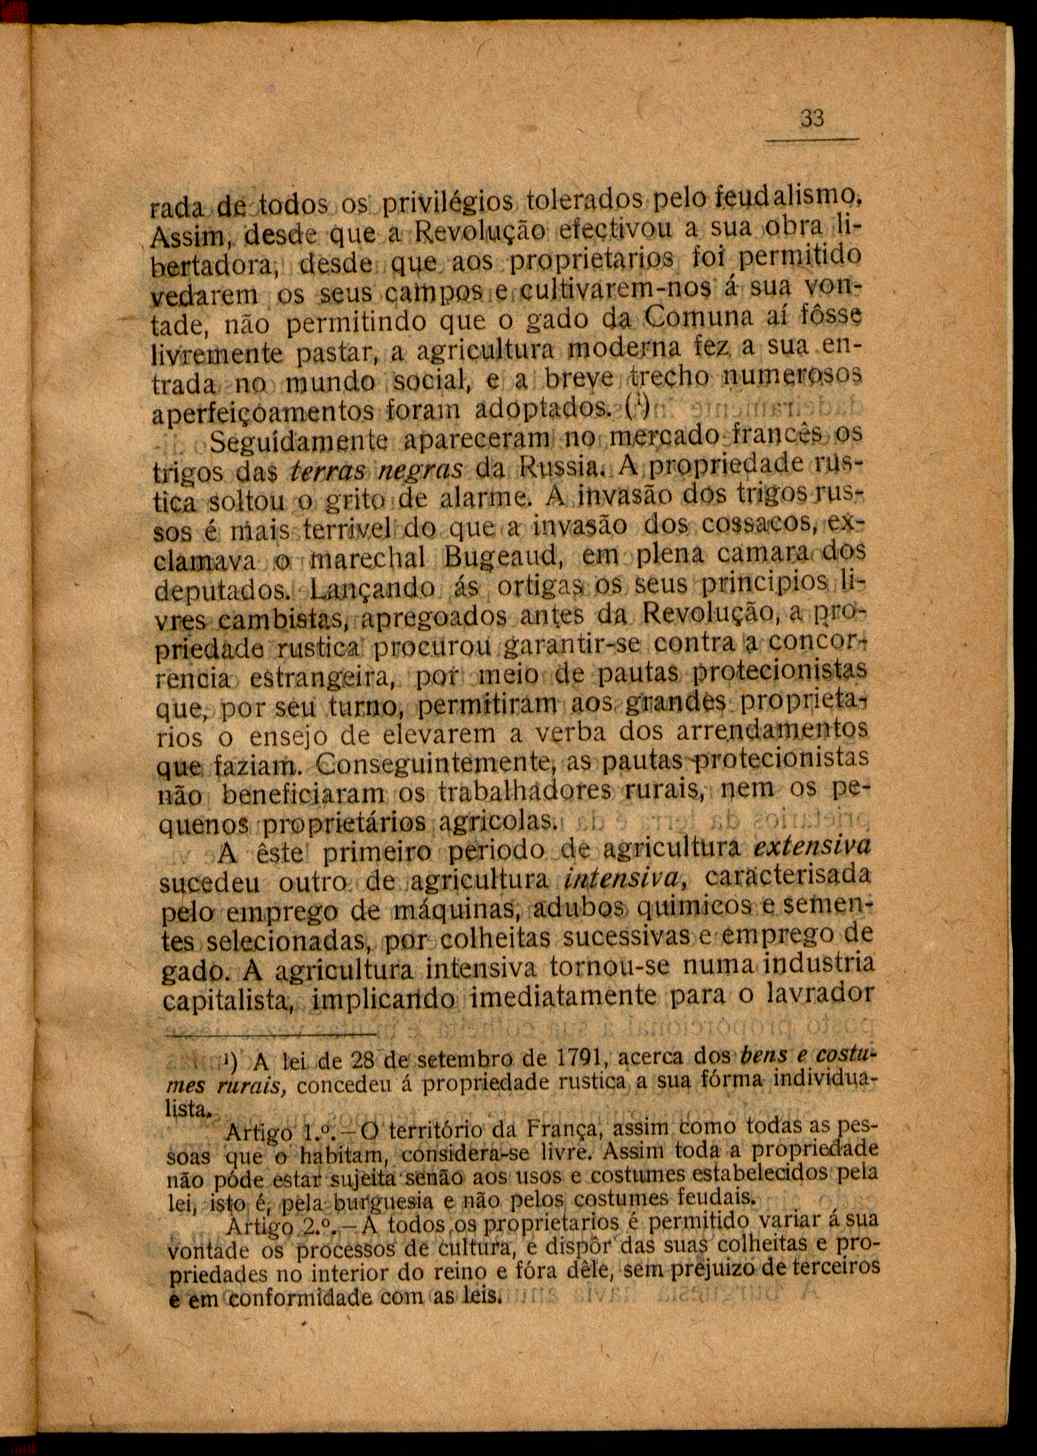 33
rada de todos os privilégios tolerados pelo feudalismo.
Assim, desde que a Revolução efectivou a sua obra li-
bertadora, desde que aos proprietarios foi permitido
vedarem os seus campos e cultivarem-nos á sua von-
tade, não permitindo que o gado da Comuna aí fôsse
livremente pastar, a agricultura moderna fez a sua en-
trada no mundo social, e a breve trecho numerosos
aperfeiçoamentos foram adoptados. (¹)
Seguidamente apareceram no mercado francês os
trigos das terras negras da Russia. A propriedade rus-
tica soltou o grito de alarme. A invasão dos trigos rus-
sos é mais terrivel do que a invasão dos cossacos, ex-
clamava o marechal Bugeaud, em plena camara dos
deputados. Lançando ás ortigas os seus principios li-
vres cambistas, apregoados antes da Revolução, a pro-
priedade rustica procurou garantir-se contra a concor-
rencia estrangeira, por meio de pautas protecionistas
que, por seu turno, permitiram aos grandes proprieta-
rios o ensejo de elevarem a verba dos arrendamentos
que faziam. Conseguintemente, as pautas protecionistas
não beneficiaram os trabalhadores rurais, nem os pe-
quenos proprietários agricolas.
A êste primeiro periodo de agricultura extensiva
sucedeu outro de agricultura intensiva, caracterisada
pelo emprego de máquinas, adubos quimicos e semen-
tes selecionadas, por colheitas sucessivas e emprego de
gado. A agricultura intensiva tornou-se numa industria
capitalista, implicando imediatamente para o lavrador
¹) A lei de 28 de setembro de 1791, acerca dos bens e costu-
mes rurais, concedeu á propriedade rustica a sua fórma individua-
lista.
Artigo 1.º.—O território da França, assim como todas as pes-
soas que o habitam, considera-se livre. Assim toda a propriedade
não póde estar sujeita senão aos usos e costumes estabelecidos pela
lei, isto é, pela burguesia e não pelos costumes feudais.
Artigo 2.º.—A todos os proprietarios é permitido variar á sua
vontade os processos de cultura, e dispôr das suas colheitas e pro-
priedades no interior do reino e fóra dêle, sem prejuizo de terceiros
e em conformidade com as leis.